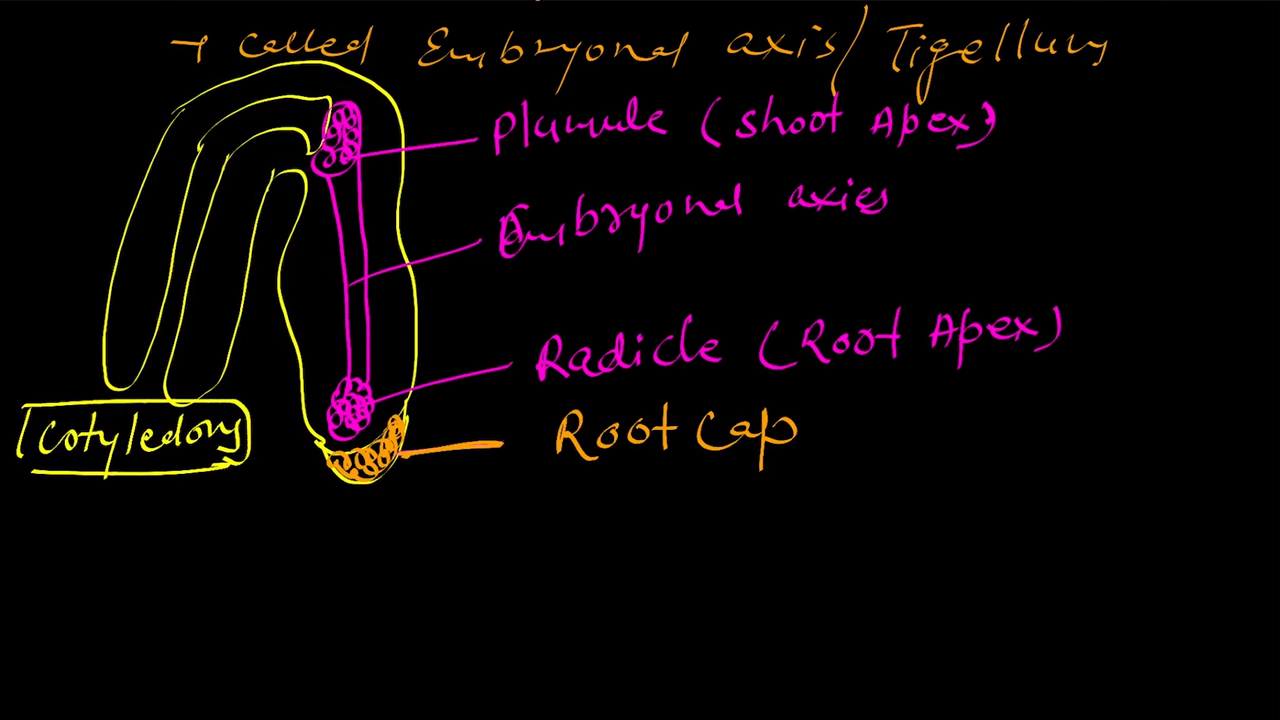 → called Embryonal axis/Tigellum
Plumule (shoot Apex)
Embryonal axies
Radicle (Root Apex)
Cotyledons
Root Cap